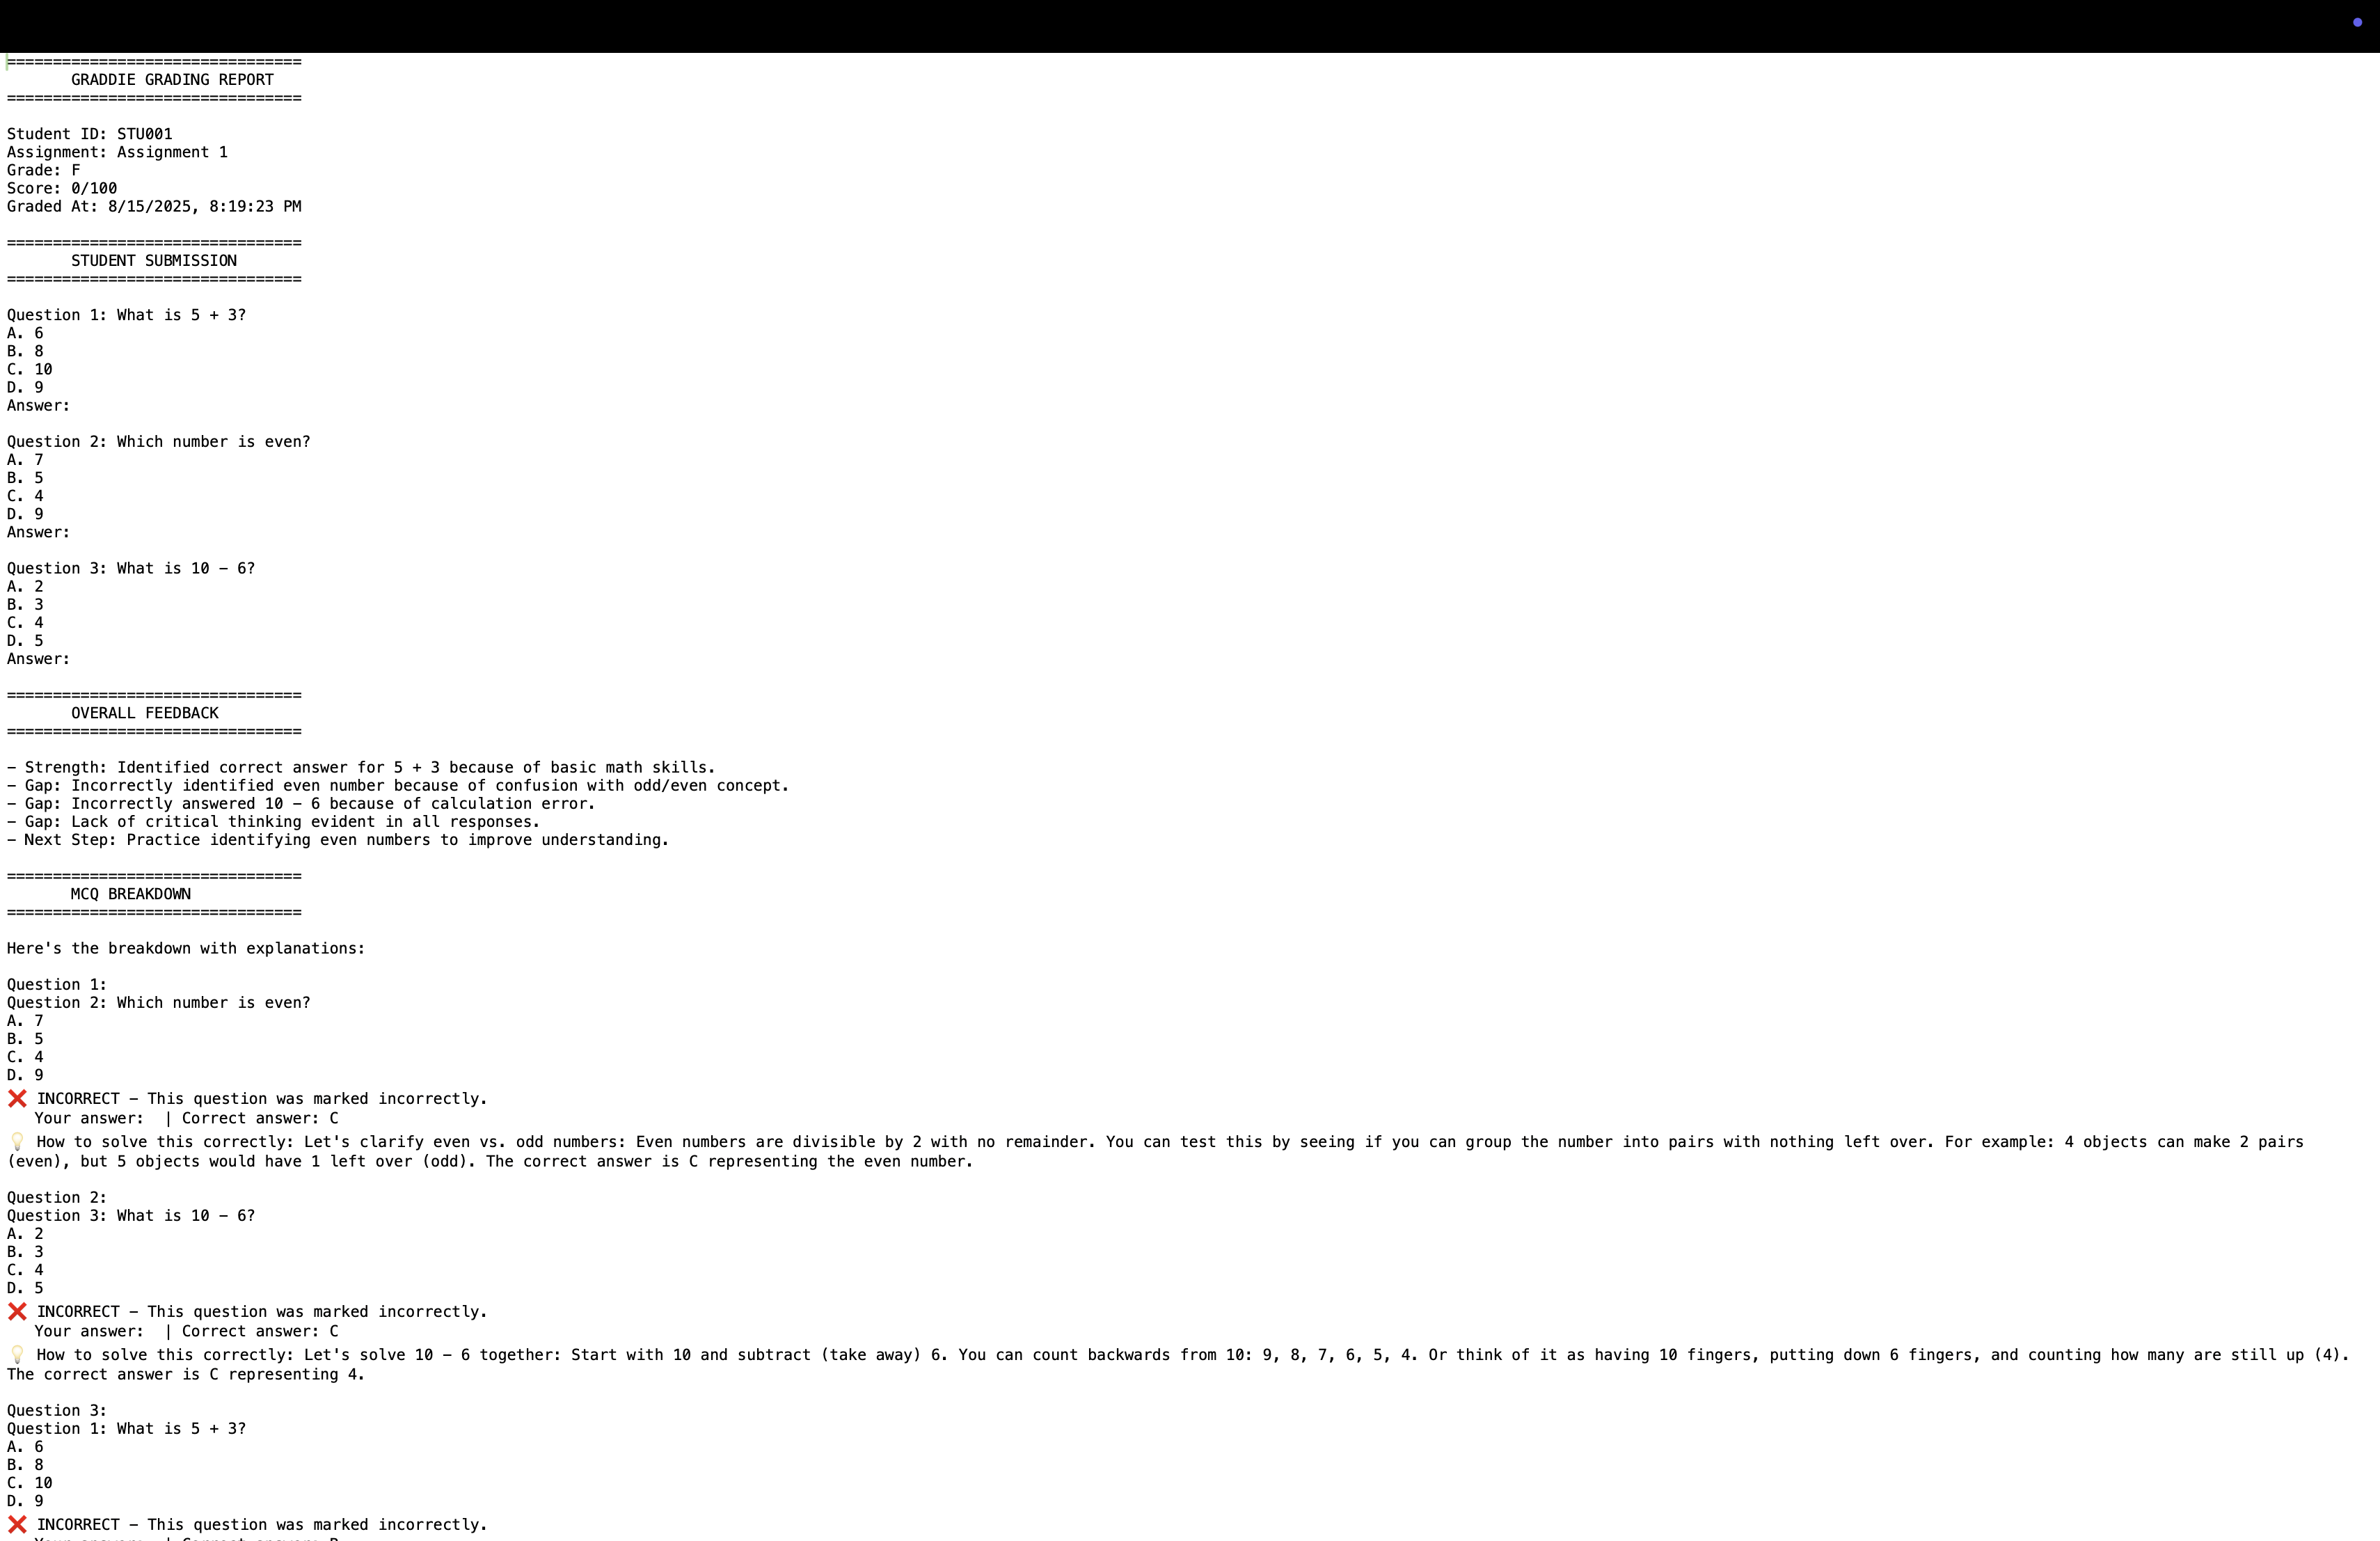 ================================
GRADDIE GRADING REPORT
================================
Student ID: STU001
Assignment: Assignment 1
Grade: F
Score: 0/100
Graded At: 8/15/2025, 8:19:23 PM
================================
STUDENT SUBMISSION
================================
Question 1: What is 5 + 3?
A. 6
B. 8
C. 10
D. 9
Answer:
Question 2: Which number is even?
A. 7
B. 5
C. 4
D. 9
Answer:
Question 3: What is 10 - 6?
A. 2
B. 3
C. 4
D. 5
Answer:
================================
OVERALL FEEDBACK
================================
- Strength: Identified correct answer for 5 + 3 because of basic math skills.
- Gap: Incorrectly identified even number because of confusion with odd/even concept.
- Gap: Incorrectly answered 10 - 6 because of calculation error.
- Gap: Lack of critical thinking evident in all responses.
- Next Step: Practice identifying even numbers to improve understanding.
================================
MCQ BREAKDOWN
================================
Here's the breakdown with explanations:
Question 1:
Question 2: Which number is even?
A. 7
B. 5
C. 4
D. 9
❌ INCORRECT - This question was marked incorrectly.
Your answer:  | Correct answer: C
💡 How to solve this correctly: Let's clarify even vs. odd numbers: Even numbers are divisible by 2 with no remainder. You can test this by seeing if you can group the number into pairs with nothing left over. For example: 4 objects can make 2 pairs
(even), but 5 objects would have 1 left over (odd). The correct answer is C representing the even number.
Question 2:
Question 3: What is 10 - 6?
A. 2
B. 3
C. 4
D. 5
❌ INCORRECT - This question was marked incorrectly.
Your answer:  | Correct answer: C
💡 How to solve this correctly: Let's solve 10 - 6 together: Start with 10 and subtract (take away) 6. You can count backwards from 10: 9, 8, 7, 6, 5, 4. Or think of it as having 10 fingers, putting down 6 fingers, and counting how many are still up (4).
The correct answer is C representing 4.
Question 3:
Question 1: What is 5 + 3?
A. 6
B. 8
C. 10
D. 9
❌ INCORRECT - This question was marked incorrectly.